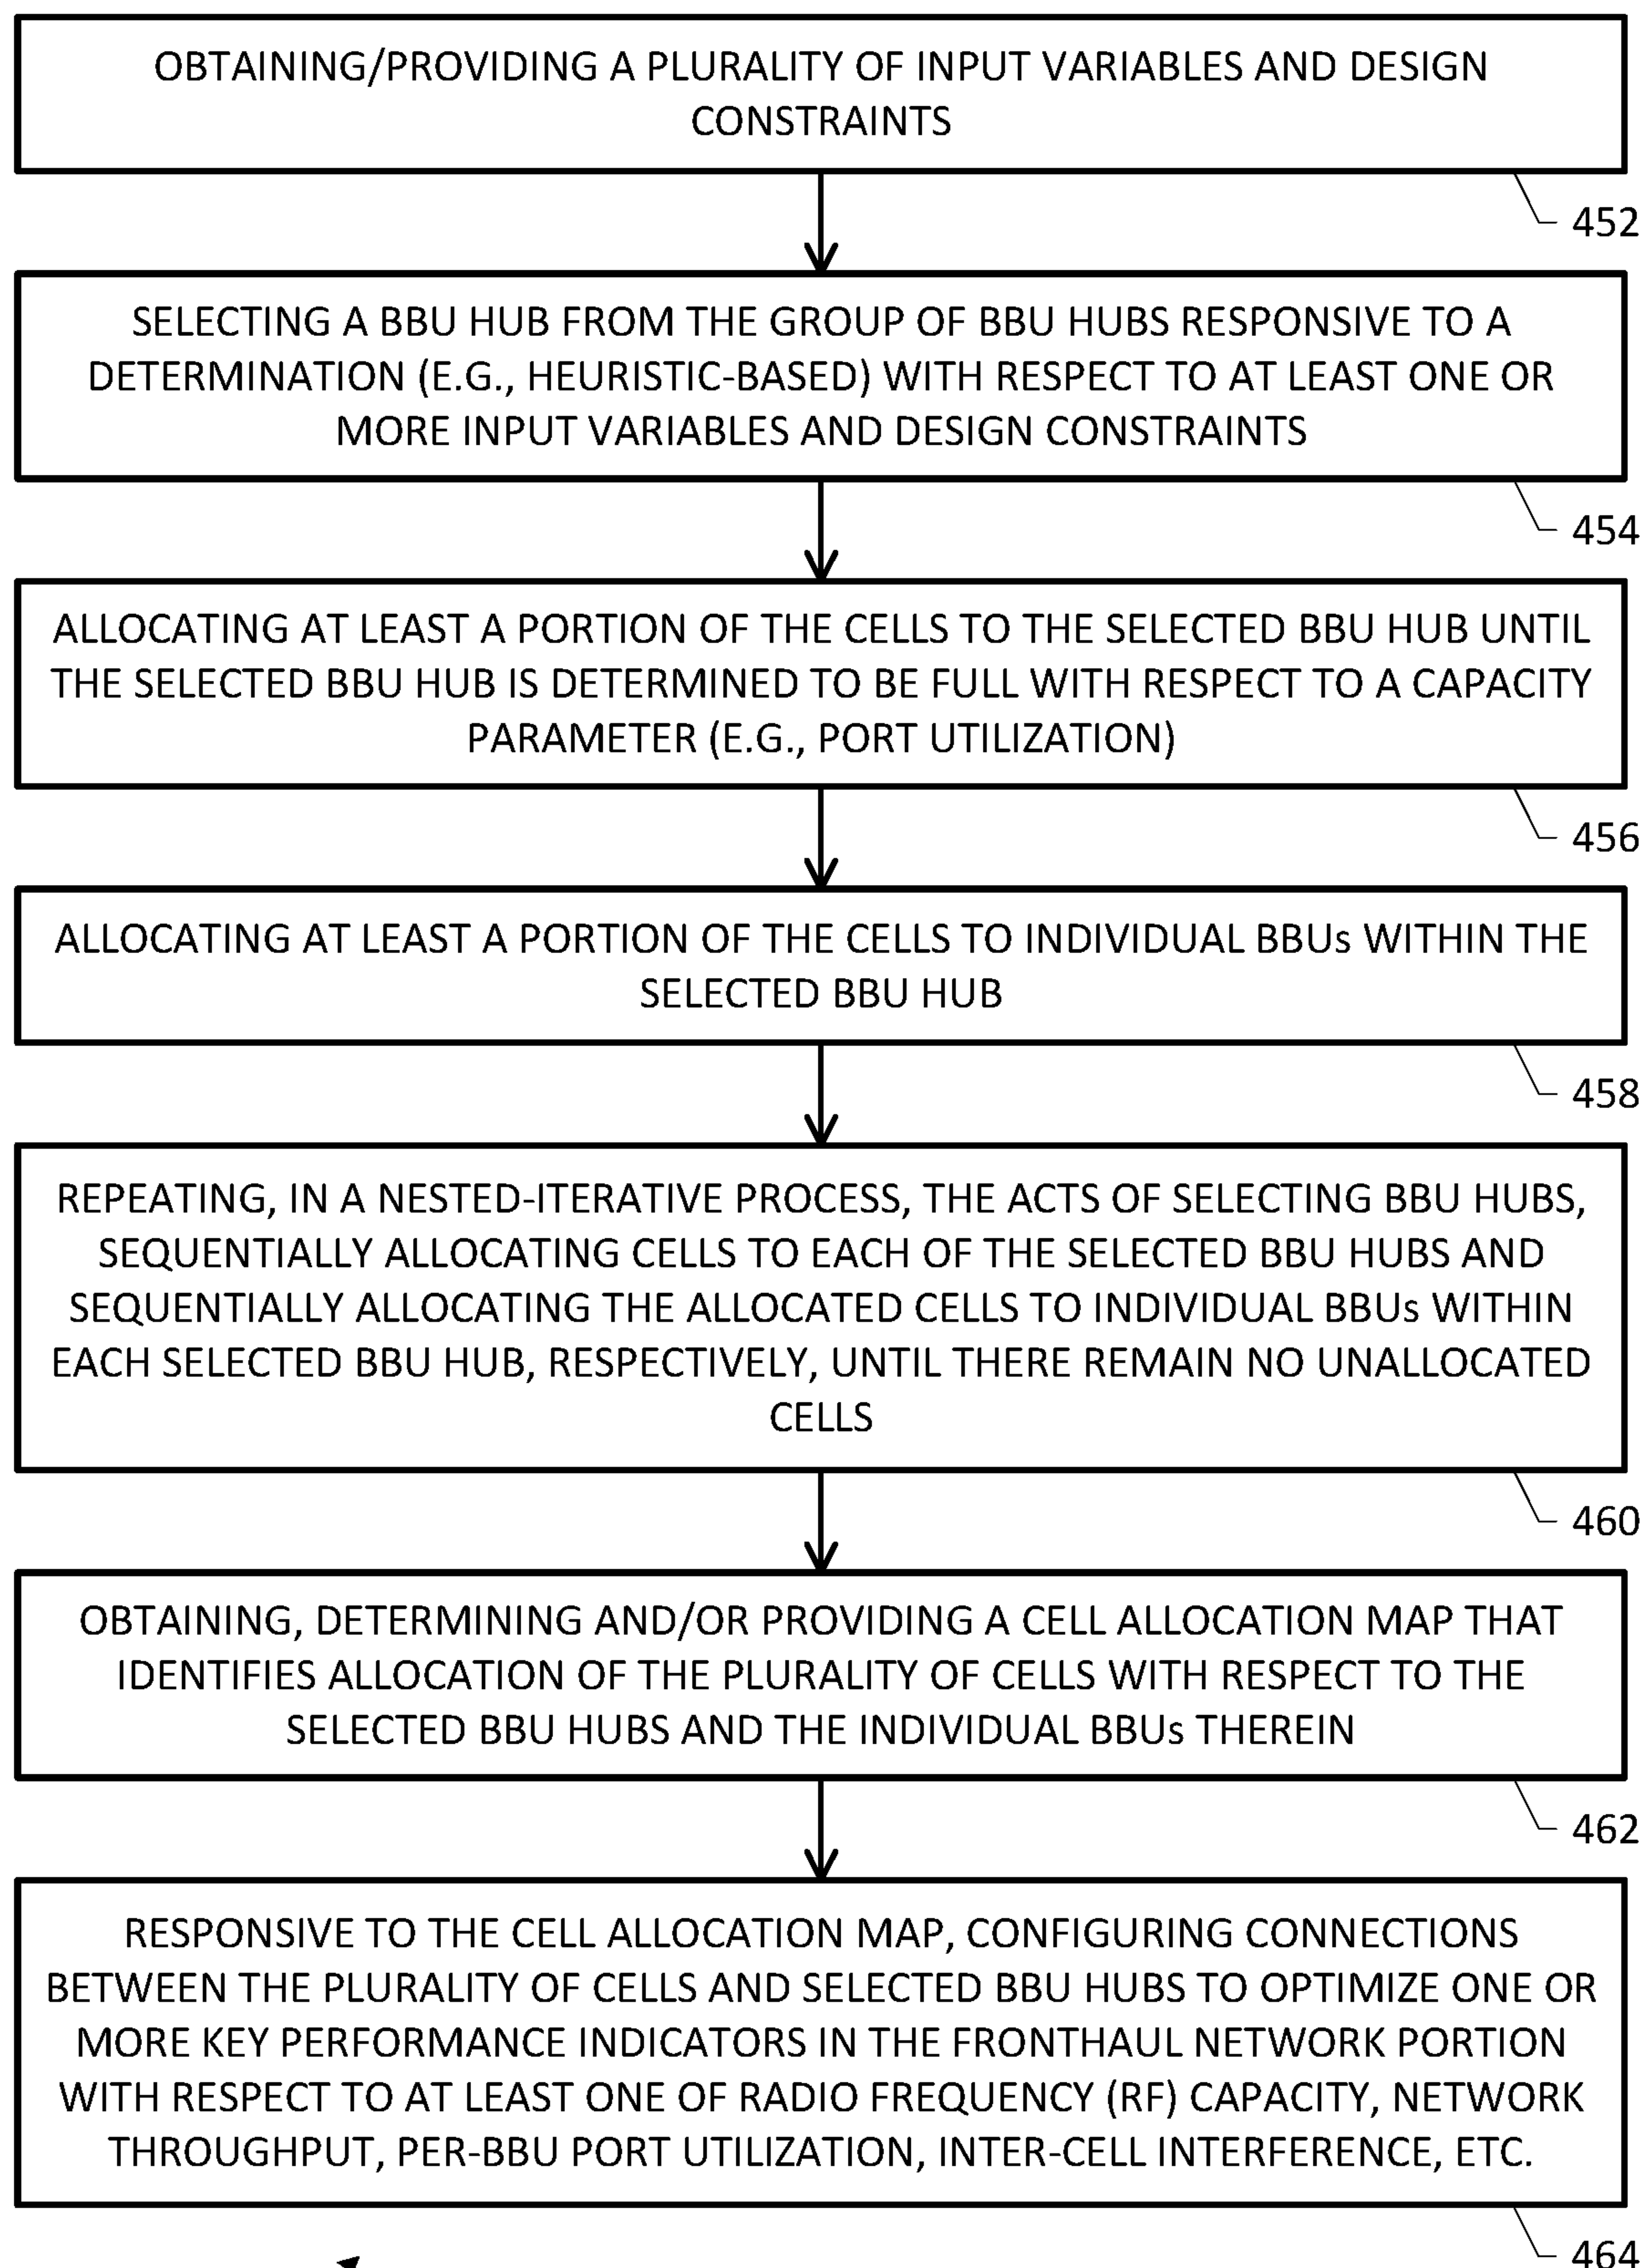 OBTAINING/PROVIDING A PLURALITY OF INPUT VARIABLES AND DESIGN
CONSTRAINTS
452
SELECTING A BBU HUB FROM THE GROUP OF BBU HUBS RESPONSIVE TO A
DETERMINATION (E.G., HEURISTIC-BASED) WITH RESPECT TO AT LEAST ONE OR
MORE INPUT VARIABLES AND DESIGN CONSTRAINTS
454
ALLOCATING AT LEAST A PORTION OF THE CELLS TO THE SELECTED BBU HUB UNTIL
THE SELECTED BBU HUB IS DETERMINED TO BE FULL WITH RESPECT TO A CAPACITY
PARAMETER (E.G., PORT UTILIZATION)
456
ALLOCATING AT LEAST A PORTION OF THE CELLS TO INDIVIDUAL BBUs WITHIN THE
SELECTED BBU HUB
458
REPEATING, IN A NESTED-ITERATIVE PROCESS, THE ACTS OF SELECTING BBU HUBS,
SEQUENTIALLY ALLOCATING CELLS TO EACH OF THE SELECTED BBU HUBS AND
SEQUENTIALLY ALLOCATING THE ALLOCATED CELLS TO INDIVIDUAL BBUs WITHIN
EACH SELECTED BBU HUB, RESPECTIVELY, UNTIL THERE REMAIN NO UNALLOCATED
CELLS
460
OBTAINING, DETERMINING AND/OR PROVIDING A CELL ALLOCATION MAP THAT
IDENTIFIES ALLOCATION OF THE PLURALITY OF CELLS WITH RESPECT TO THE
SELECTED BBU HUBS AND THE INDIVIDUAL BBUs THEREIN
462
RESPONSIVE TO THE CELL ALLOCATION MAP, CONFIGURING CONNECTIONS
BETWEEN THE PLURALITY OF CELLS AND SELECTED BBU HUBS TO OPTIMIZE ONE OR
MORE KEY PERFORMANCE INDICATORS IN THE FRONTHAUL NETWORK PORTION
WITH RESPECT TO AT LEAST ONE OF RADIO FREQUENCY (RF) CAPACITY, NETWORK
THROUGHPUT, PER-BBU PORT UTILIZATION, INTER-CELL INTERFERENCE, ETC.
464